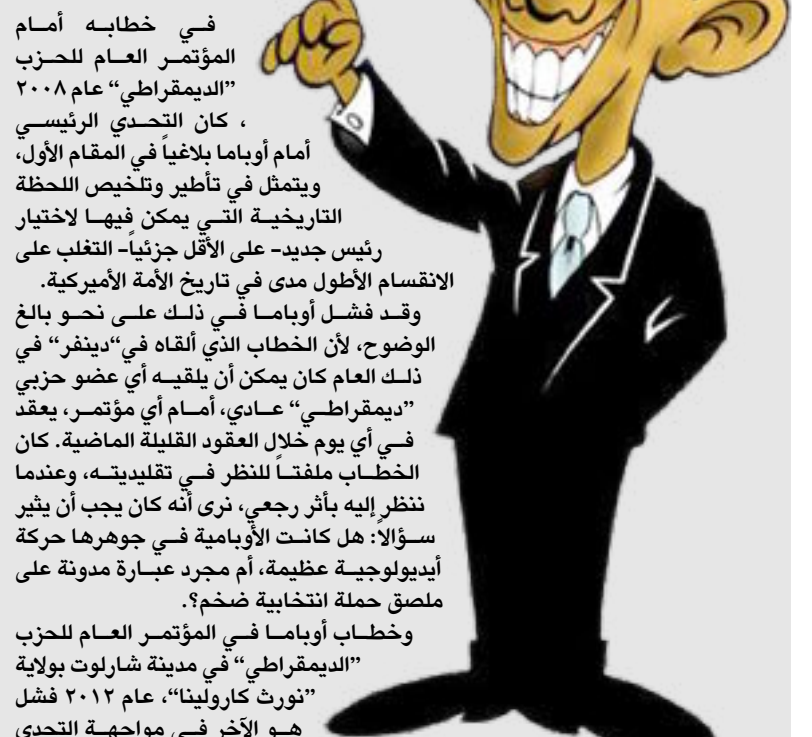 في خطابه أمام
المؤتمر العام للحزب
”الديمقراطي“ عام ٢٠٠٨
، كان التحدي الرئيسي
أمام أوباما بلاغياً في المقام الأول،
ويتمثل في تأطير وتلخيص اللحظة
التاريخية التي يمكن فيها لاختيار
رئيس جديد- على الأقل جزئياً- التغلب على
الانقسام الأطول مدى في تاريخ الأمة الأميركية.
وقد فشل أوباما في ذلك على نحو بالغ
الوضوح، لأن الخطاب الذي ألقاه في“دينفر“ في
ذلك العام كان يمكن أن يلقيه أي عضو حزبي
”ديمقراطي“ عادي، أمام أي مؤتمر، يعقد
في أي يوم خلال العقود القليلة الماضية. كان
الخطاب ملفتاً للنظر في تقليديته، وعندما
ننظر إليه بأثر رجعي، نرى أنه كان يجب أن يثير
سؤالاً: هل كانت الأوبامية في جوهرها حركة
أيديولوجية عظيمة، أم مجرد عبارة مدونة على
ملصق حملة انتخابية ضخم؟.
وخطاب أوباما في المؤتمر العام للحزب
”الديمقراطي“ في مدينة شارلوت بولاية
”نورث كارولينا“، عام ٢٠١٢ فشل
هو الآخر في مواجهة التحدي